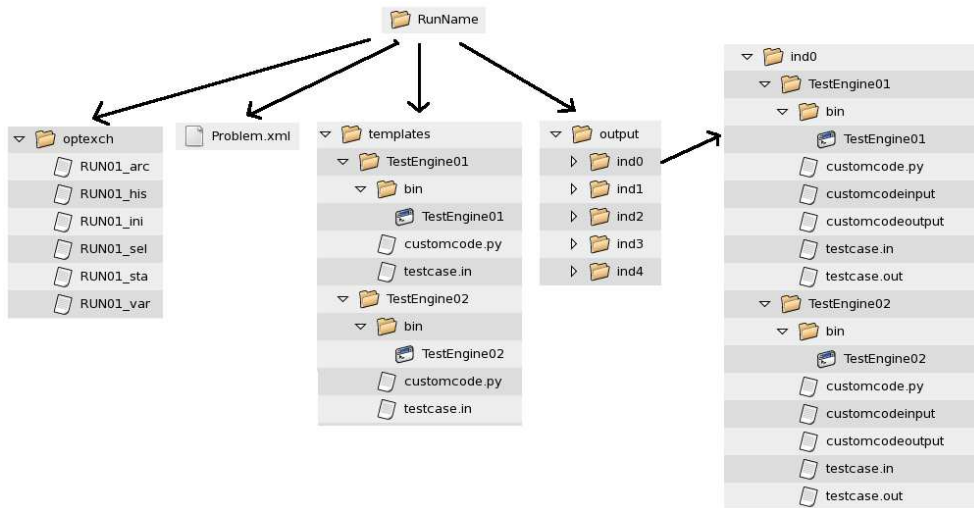 RunName
optexch
RUN01_arc
RUN01_his
RUN01_ini
RUN01_sel
RUN01_sta
RUN01_var
Problem.xml
templates
TestEngine01
bin
TestEngine01
customcode.py
testcase.in
TestEngine02
bin
TestEngine02
customcode.py
testcase.in
output
ind0
ind1
ind2
ind3
ind4
ind0
TestEngine01
bin
TestEngine01
customcode.py
customcodeinput
customcodeoutput
testcase.in
testcase.out
TestEngine02
bin
TestEngine02
customcode.py
customcodeinput
customcodeoutput
testcase.in
testcase.out